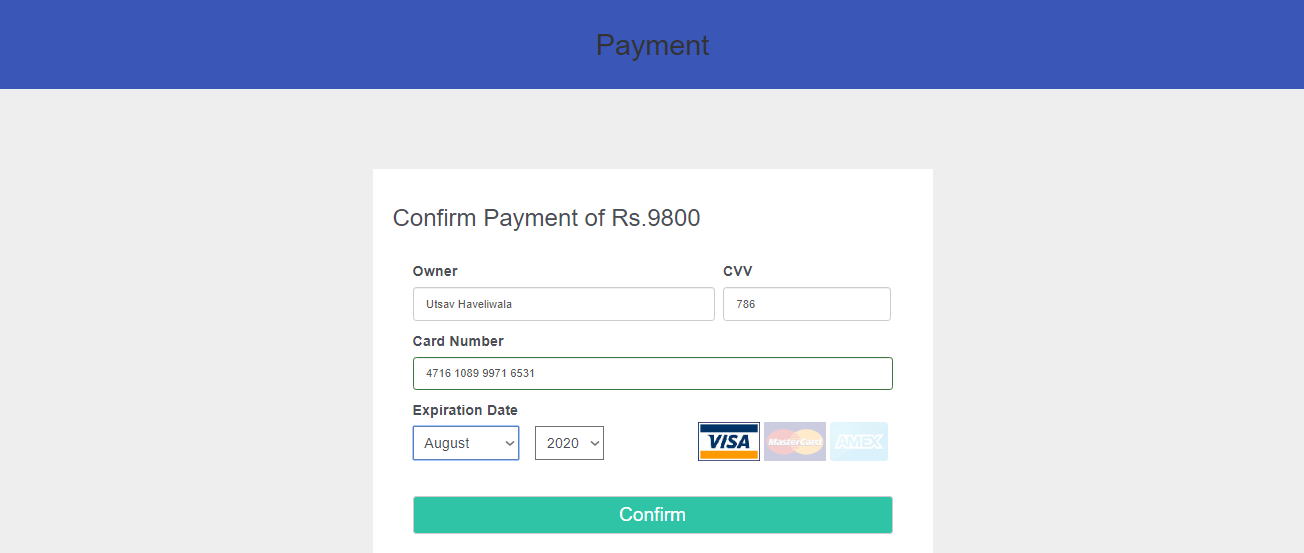 Payment
Confirm Payment of Rs.9800
Owner CVV
Utsav Haveliwala 786
Card Number
4716 1089 9971 6531
Expiration Date
August 2020 VISA MasterCard AMEX
Confirm